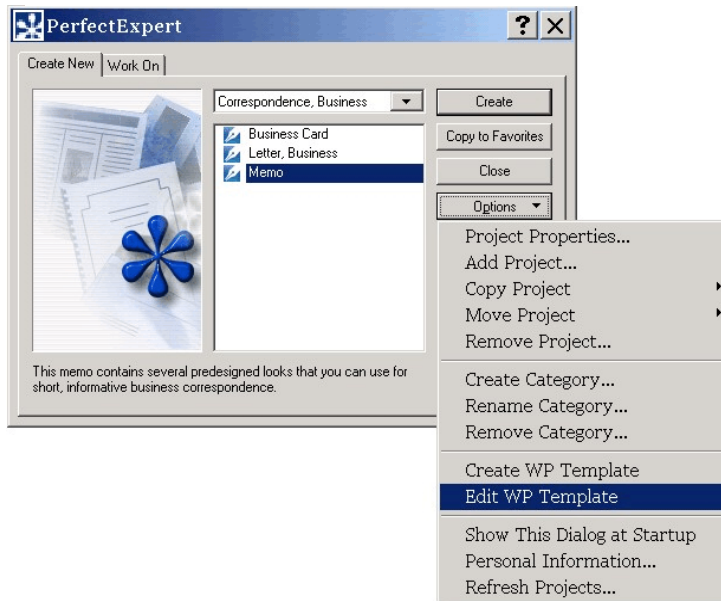 PerfectExpert
Create New Work On
Correspondence, Business
Create
Business Card
Letter, Business
Memo
Copy to Favorites
Close
Options
Project Properties...
Add Project...
Copy Project
Move Project
Remove Project...
Create Category...
Rename Category...
Remove Category...
Create WP Template
Edit WP Template
Show This Dialog at Startup
Personal Information...
Refresh Projects...
This memo contains several predesigned looks that you can use for
short, informative business correspondence.